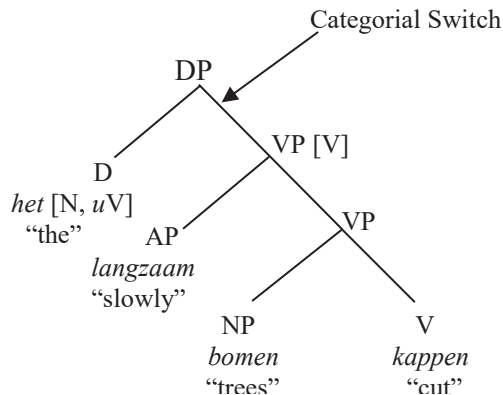 Categorial Switch
DP
D
het [N, uV]
“the”
VP [V]
AP
langzaam
“slowly”
VP
NP
bomen
“trees”
V
kappen
“cut”